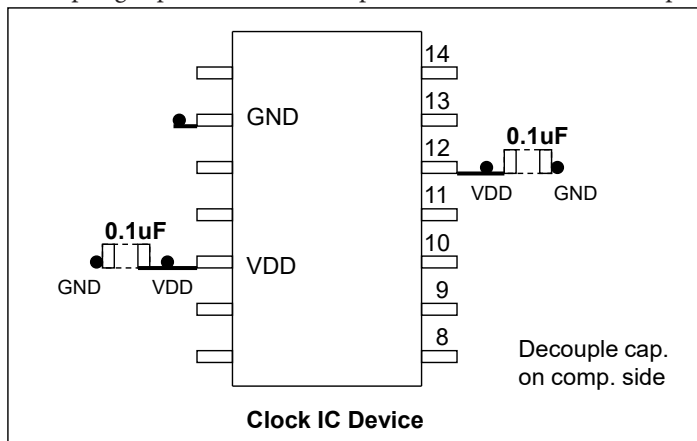 14
GND
13
0.1uF
12
VDD
GND
11
0.1uF
10
VDD
GND
VDD
9
8
Decouple cap.
on comp. side
Clock IC Device